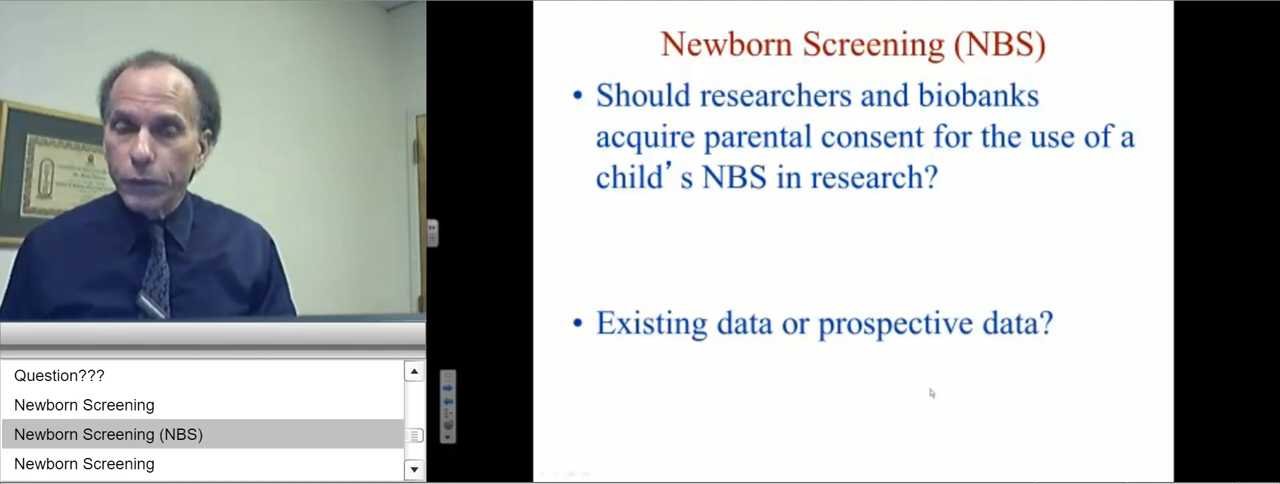 Newborn Screening (NBS)
• Should researchers and biobanks
acquire parental consent for the use of a
child’s NBS in research?
• Existing data or prospective data?
Question???
Newborn Screening
Newborn Screening (NBS)
Newborn Screening